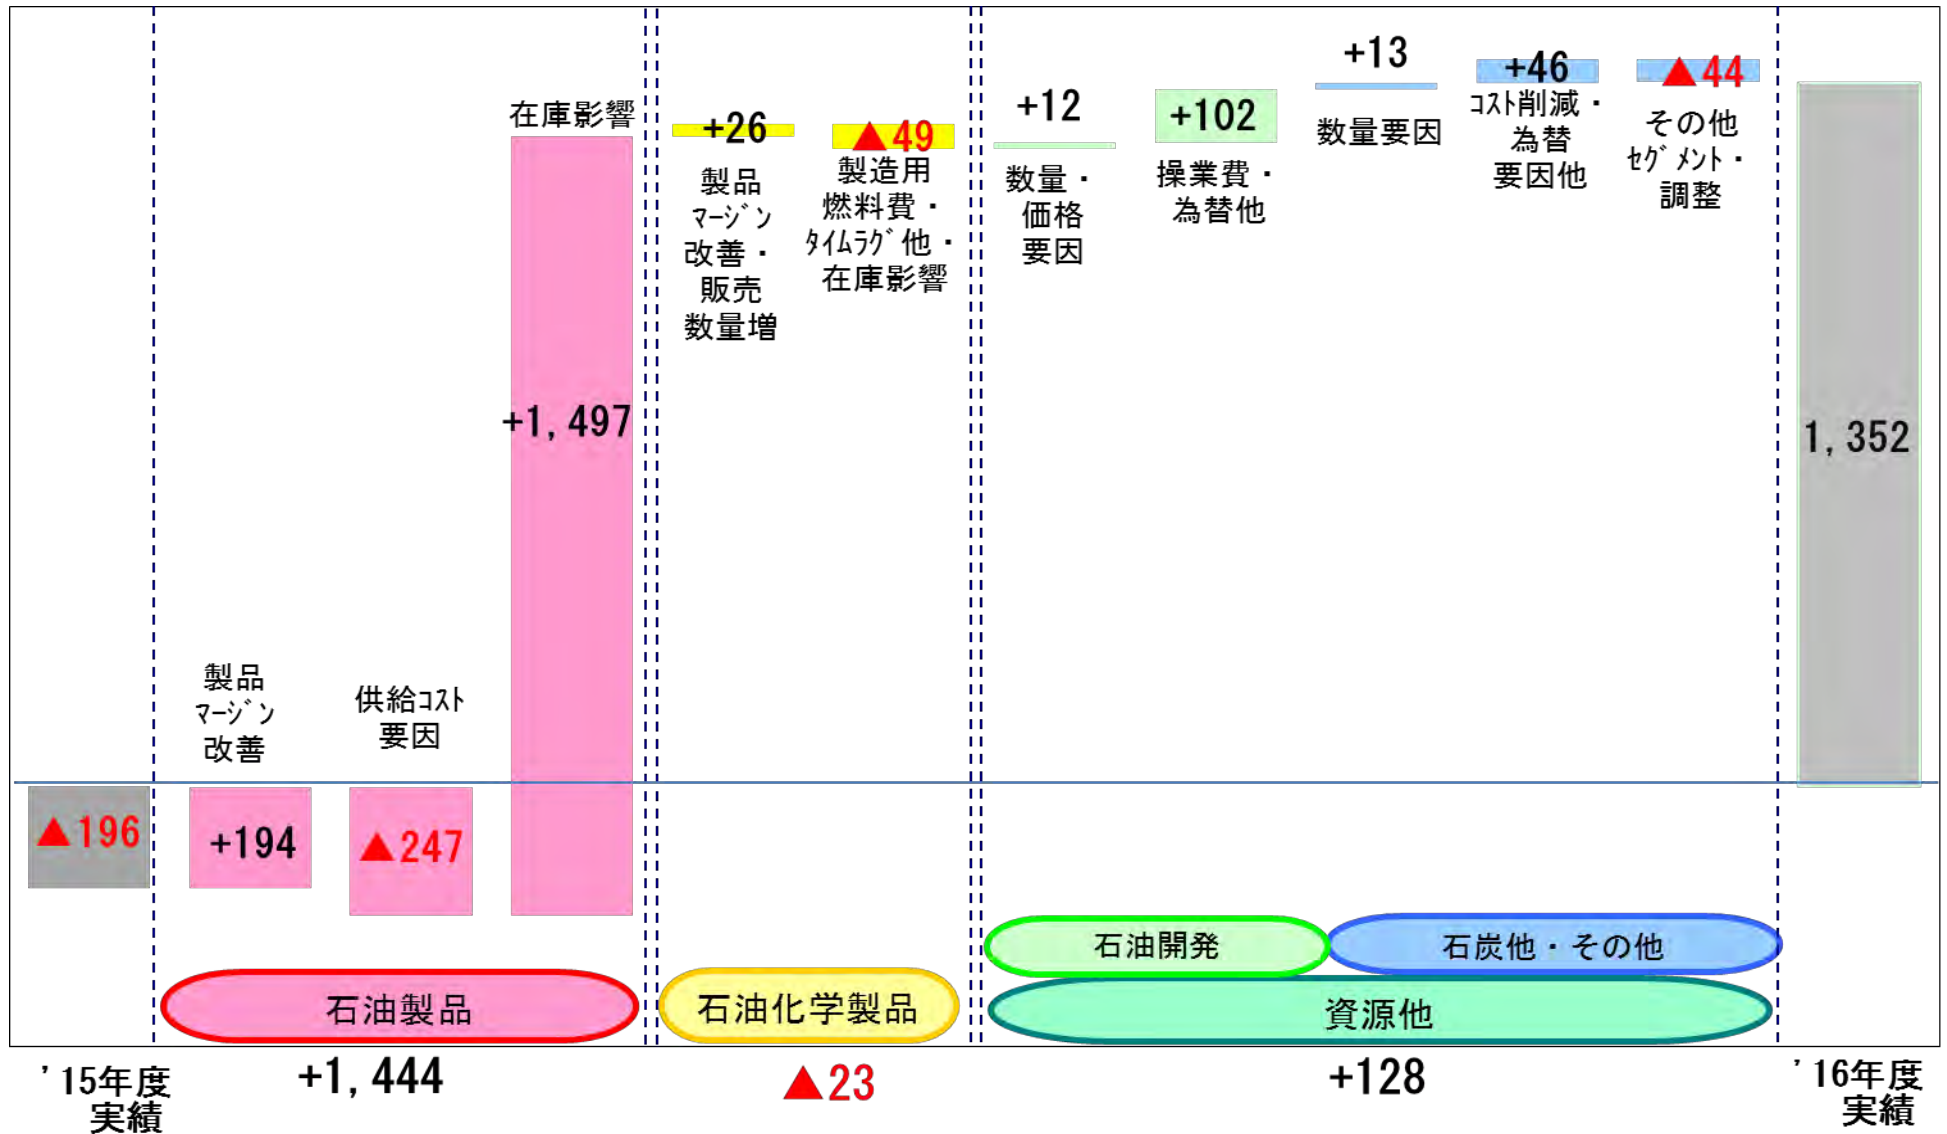 ▲196
製品
ﾏｰｼﾞﾝ
改善
+194
供給ｺｽﾄ
要因
▲247
在庫影響
+1,497
+26
製品
ﾏｰｼﾞﾝ
改善・
販売
数量増
▲49
製造用
燃料費・
ﾀｲﾑﾗｸﾞ他・
在庫影響
+12
数量・
価格
要因
+102
操業費・
為替他
+13
数量要因
+46
ｺｽﾄ削減・
為替
要因他
▲44
その他
ｾｸﾞﾒﾝﾄ・
調整
1,352
石油開発
石炭他・その他
石油製品
石油化学製品
資源他
'15年度
実績
+1,444
▲23
+128
'16年度
実績